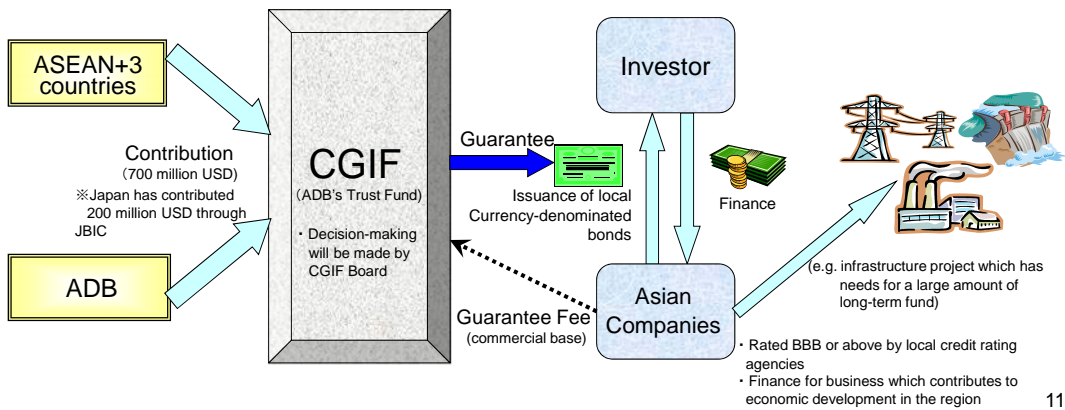 ASEAN+3
countries
Contribution
（700 million USD）
※Japan has contributed
200 million USD through
JBIC
ADB
CGIF
（ADB's Trust Fund）
・Decision-making
will be made by
CGIF Board
Guarantee
Issuance of local
Currency-denominated
bonds
Guarantee Fee
(commercial base)
Investor
Finance
Asian
Companies
(e.g. infrastructure project which has
needs for a large amount of
long-term fund)
・Rated BBB or above by local credit rating
agencies
・Finance for business which contributes to
economic development in the region
11